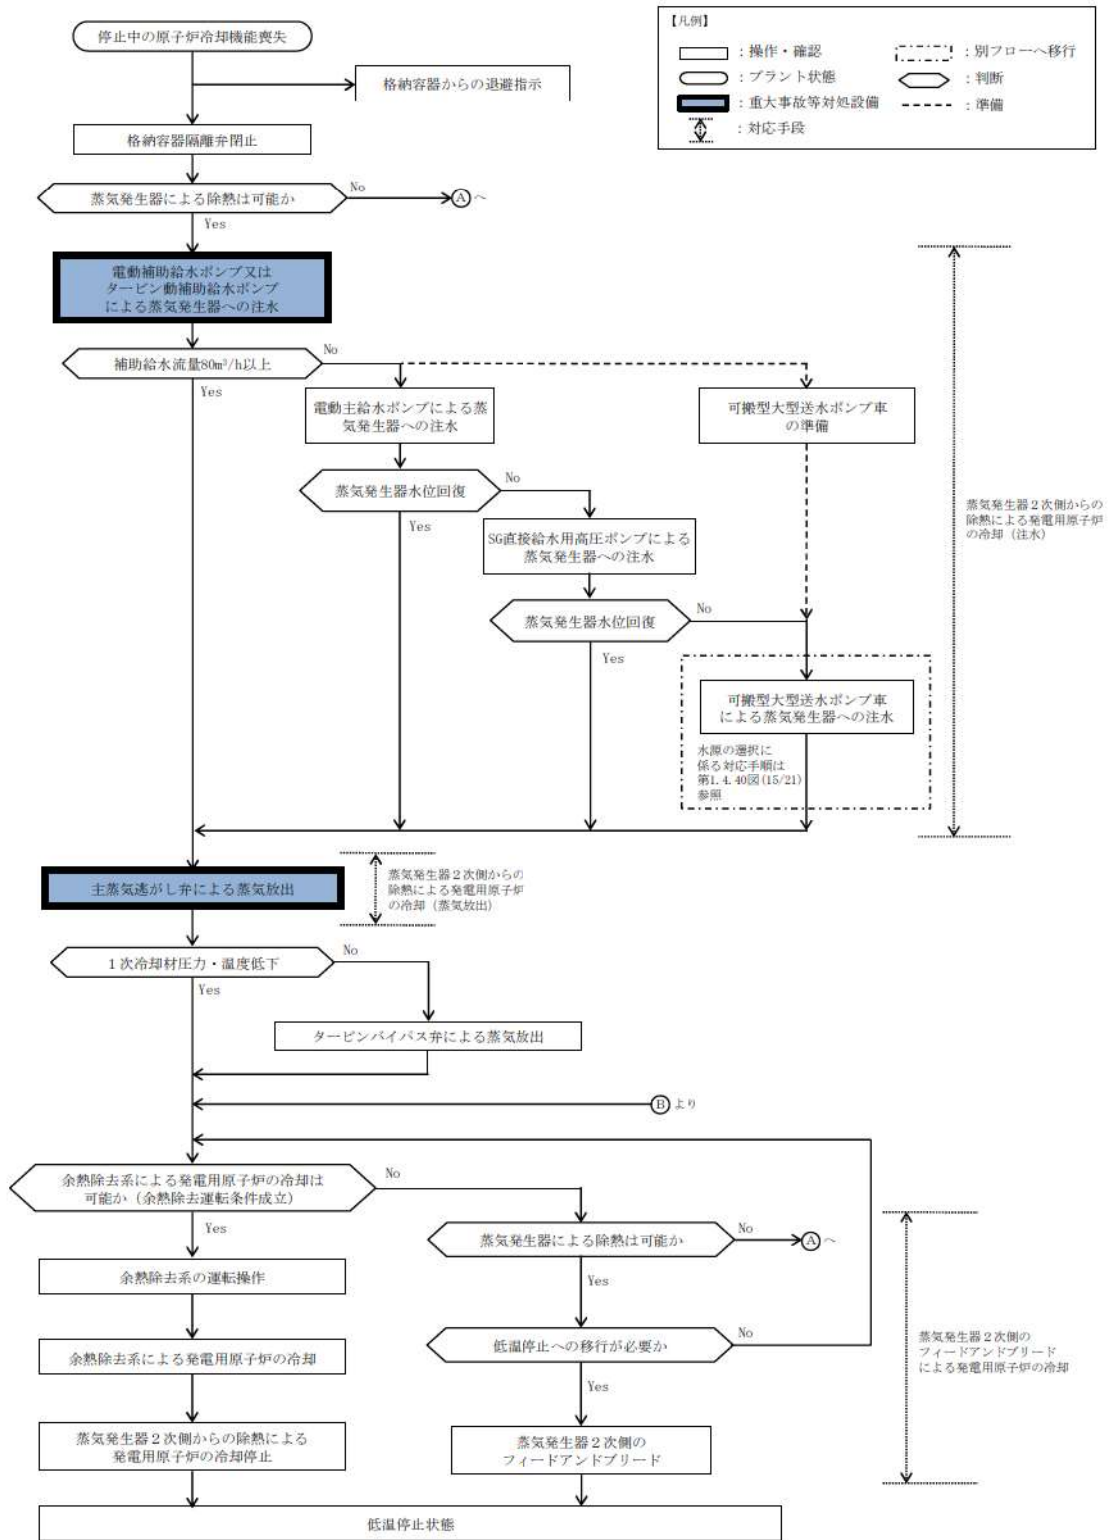 停止中の原子炉冷却機能喪失
【凡例】
：操作・確認
：別フローへ移行
：プラント状態
：判断
：重大事故等対処設備
：準備
：対応手段
格納容器からの退避指示
格納容器隔離弁閉止
蒸気発生器による除熱は可能か
No
Ⓐへ
Yes
電動補助給水ポンプ又は
タービン動補助給水ポンプ
による蒸気発生器への注水
補助給水流量80m³/h以上
No
Yes
電動主給水ポンプによる蒸
気発生器への注水
可搬型大型送水ポンプ車
の準備
蒸気発生器水位回復
No
Yes
SG直接給水用高圧ポンプによる
蒸気発生器への注水
蒸気発生器２次側からの
除熱による発電用原子炉
の冷却（注水）
蒸気発生器水位回復
No
Yes
可搬型大型送水ポンプ車
による蒸気発生器への注水
水源の選択に
係る対応手順は
第1.4.40図(15/21)
参照
主蒸気逃がし弁による蒸気放出
蒸気発生器２次側からの
除熱による発電用原子炉
の冷却（蒸気放出）
１次冷却材圧力・温度低下
No
Yes
タービンバイパス弁による蒸気放出
Ⓑより
余熱除去系による発電用原子炉の冷却は
可能か（余熱除去運転条件成立）
No
Yes
蒸気発生器による除熱は可能か
No
Ⓐへ
Yes
余熱除去系の運転操作
低温停止への移行が必要か
No
Yes
蒸気発生器２次側の
フィードアンドブリード
による発電用原子炉の冷却
余熱除去系による発電用原子炉の冷却
蒸気発生器２次側からの除熱による
発電用原子炉の冷却停止
蒸気発生器２次側の
フィードアンドブリード
低温停止状態